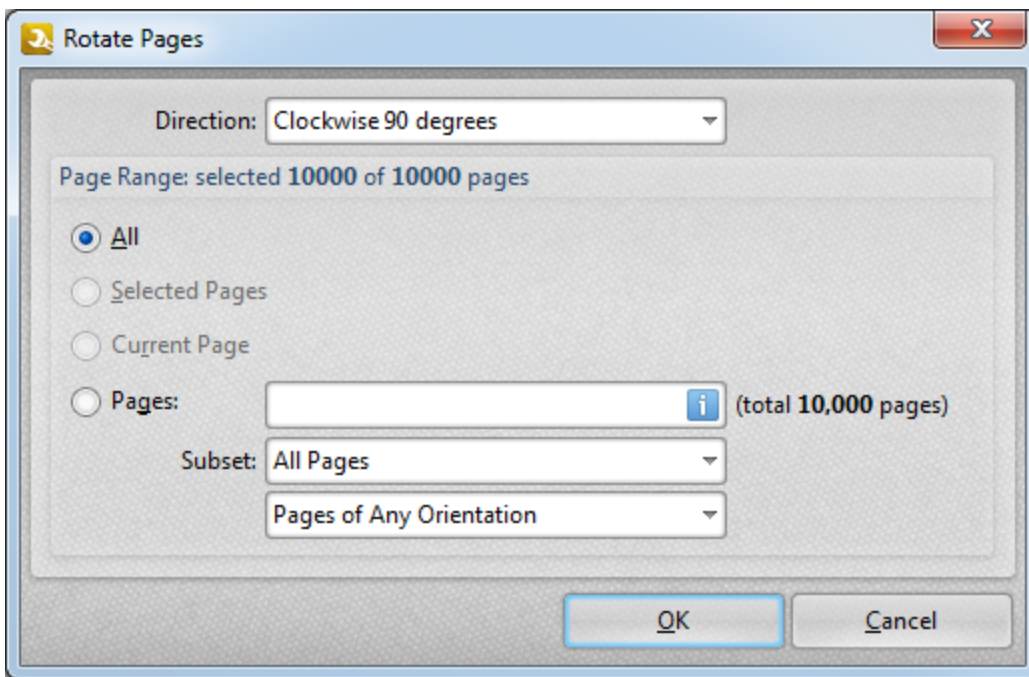 Rotate Pages
Direction: Clockwise 90 degrees
Page Range: selected 10000 of 10000 pages
All
Selected Pages
Current Page
Pages: i (total 10,000 pages)
Subset: All Pages
Pages of Any Orientation
OK Cancel